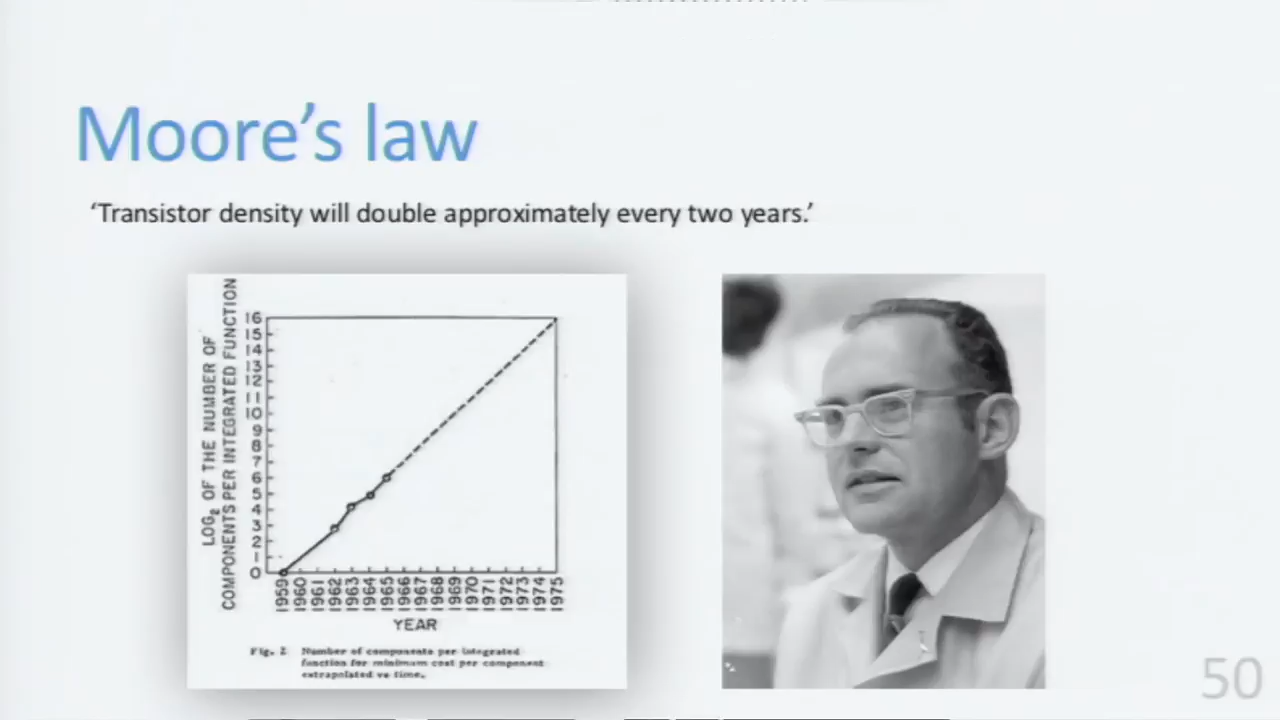 Moore’s law
‘Transistor density will double approximately every two years.’
LOG2 OF THE NUMBER OF
COMPONENTS PER INTEGRATED FUNCTION
16
15
14
13
12
11
10
9
8
7
6
5
4
3
2
1
0
1959 1960 1961 1962 1963 1964 1965 1966 1967 1968 1969 1970 1971 1972 1973 1974 1975
YEAR
Fig. 2 Number of components per integrated
function for minimum cost per component
extrapolated vs time.
50